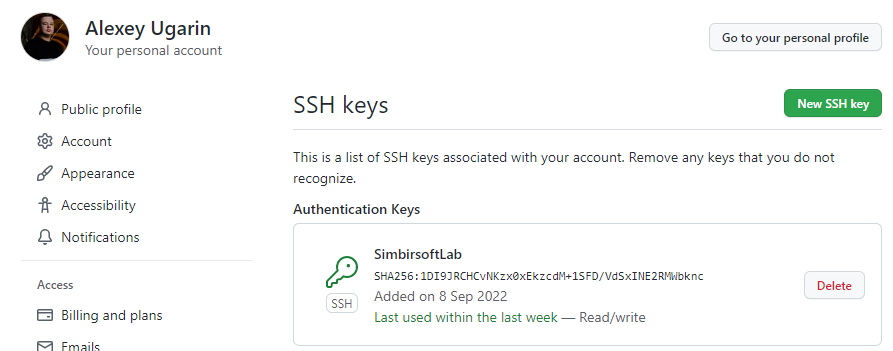 Alexey Ugarin
Your personal account
Go to your personal profile
Public profile
Account
Appearance
Accessibility
Notifications
Access
Billing and plans
Emails
SSH keys
New SSH key
This is a list of SSH keys associated with your account. Remove any keys that you do not
recognize.
Authentication Keys
SimbirsoftLab
SHA256:1DI9JRCHCvNKzx0xEkzcdM+1SFD/VdSxINE2RMWbknc
SSH
Added on 8 Sep 2022
Last used within the last week — Read/write
Delete